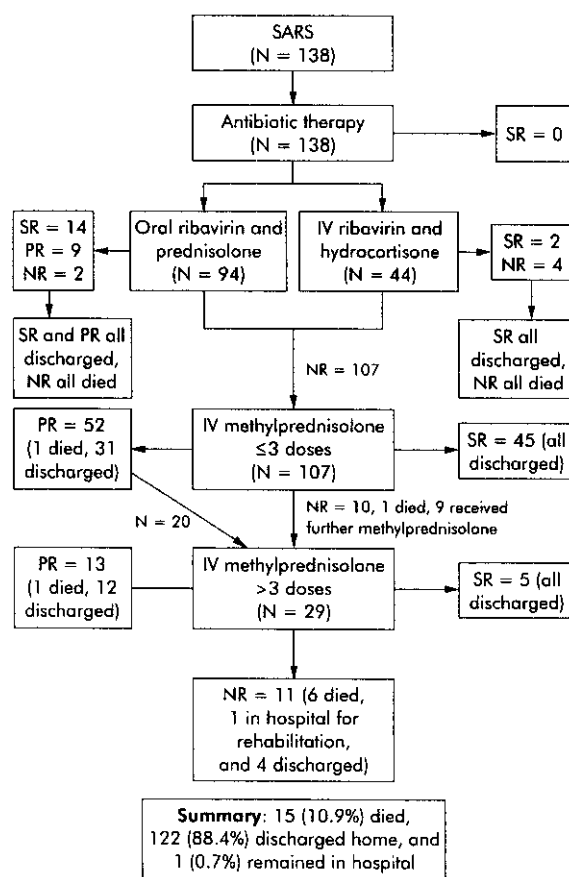 SARS
(N = 138)
Antibiotic therapy
(N = 138)
SR = 0
SR = 14
PR = 9
NR = 2
Oral ribavirin and
prednisolone
(N = 94)
IV ribavirin and
hydrocortisone
(N = 44)
SR = 2
NR = 4
SR and PR all
discharged,
NR all died
SR all
discharged,
NR all died
NR = 107
PR = 52
(1 died, 31
discharged)
IV methylprednisolone
≤3 doses
(N = 107)
SR = 45 (all
discharged)
N = 20
NR = 10, 1 died, 9 received
further methylprednisolone
PR = 13
(1 died, 12
discharged)
IV methylprednisolone
>3 doses
(N = 29)
SR = 5 (all
discharged)
NR = 11 (6 died,
1 in hospital for
rehabilitation,
and 4 discharged)
Summary: 15 (10.9%) died,
122 (88.4%) discharged home, and
1 (0.7%) remained in hospital